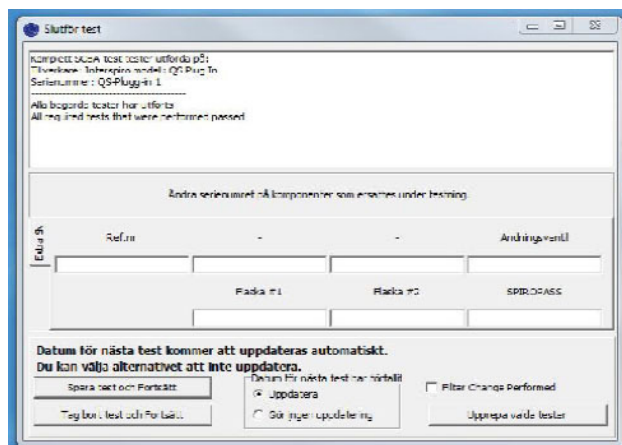 Slutför test
Komplett SCBA test tester utförda på:
Tillverkare: Interspiro model: QS Plug In
Serienummer: QS-Plugg-in 1
----------------------------------------
Alla begärda tester har utförts
All required tests that were performed passed
Ändra serienumret på komponenter som ersattes under testning.
Extra Sh
Ref.nr - - Andningsventil
Flaska #1 Flaska #2 SPIROPASS
Datum för nästa test kommer att uppdateras automatiskt.
Du kan välja alternativet att inte uppdatera.
Spara test och Fortsätt
Datum för nästa test har förfallit
Uppdatera
Filter Change Performed
Tag bort test och Fortsätt
Gör ingen uppdatering
Upprepa valda tester